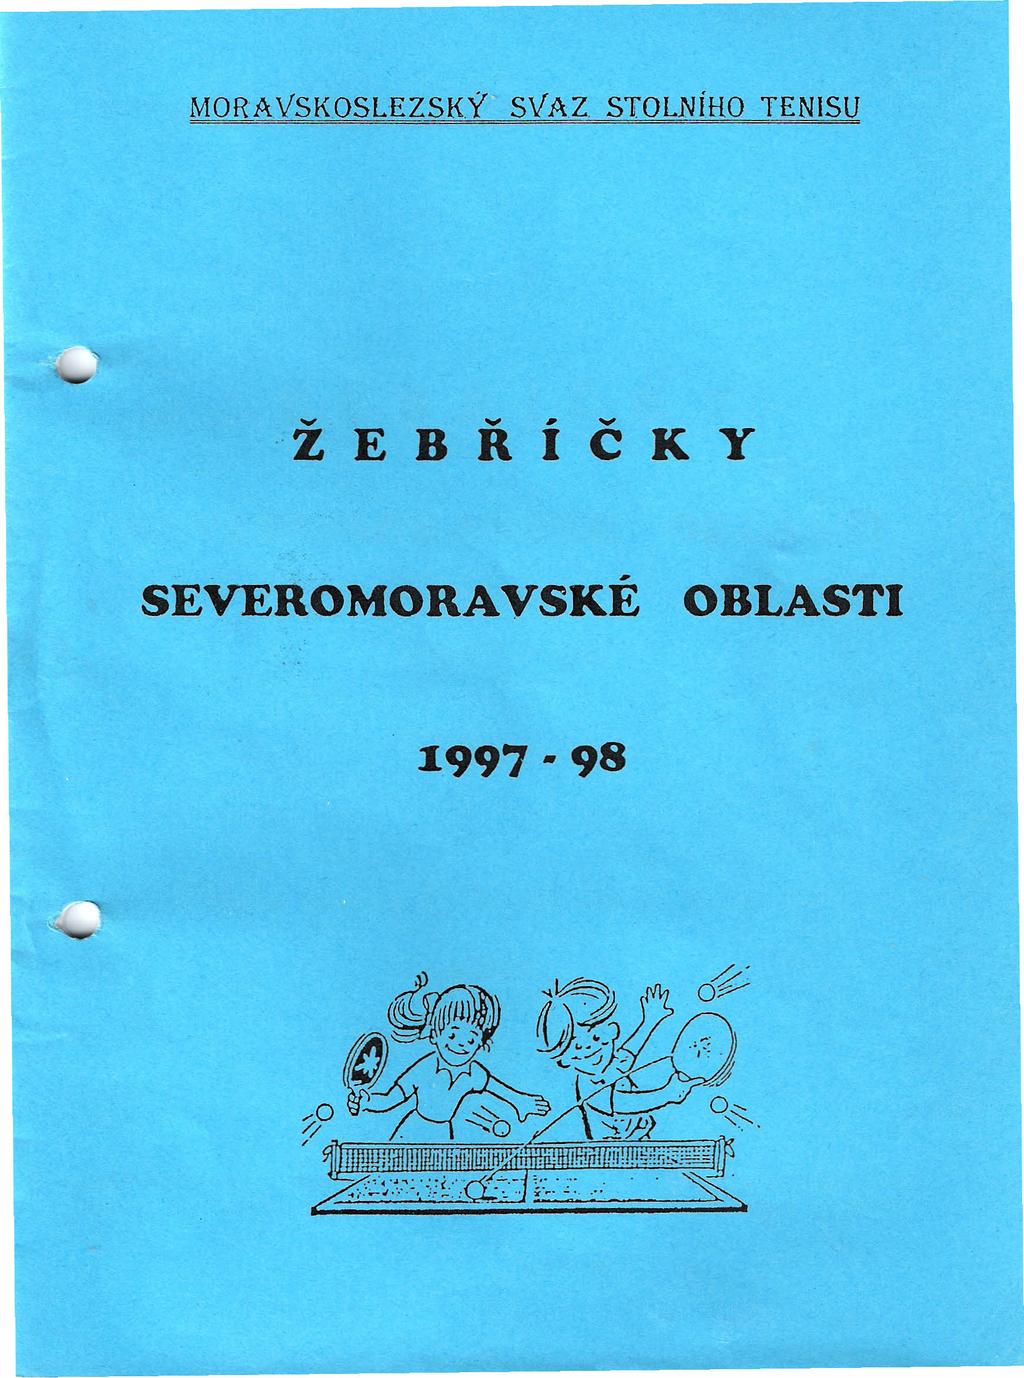 MORAVSKOSLEZSKÝ SVAZ STOLNÍHO TENISU
ŽEBŘÍČKY
SEVEROMORAVSKÉ OBLASTI
1997-98